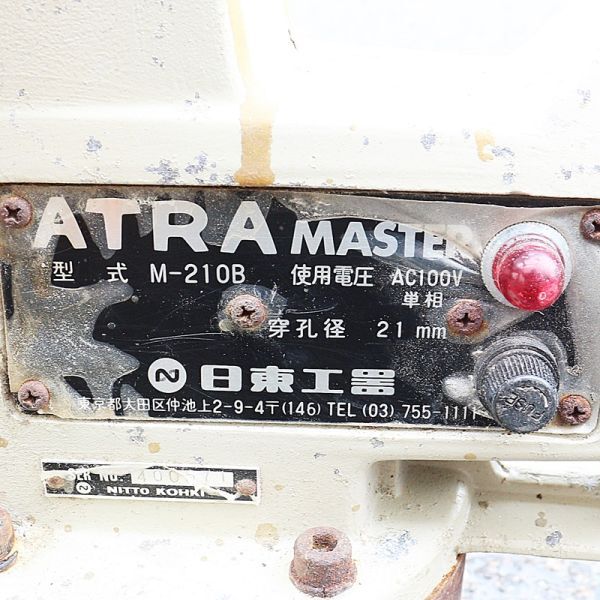 ATRA MASTER
型 式 M-210B 使用電圧 AC100V
単相
穿孔径 21 mm
日東工器
東京都大田区仲池上2-9-4〒(146) TEL (03) 755-1111
FUSE
SER NO.
NITTO KOHKI